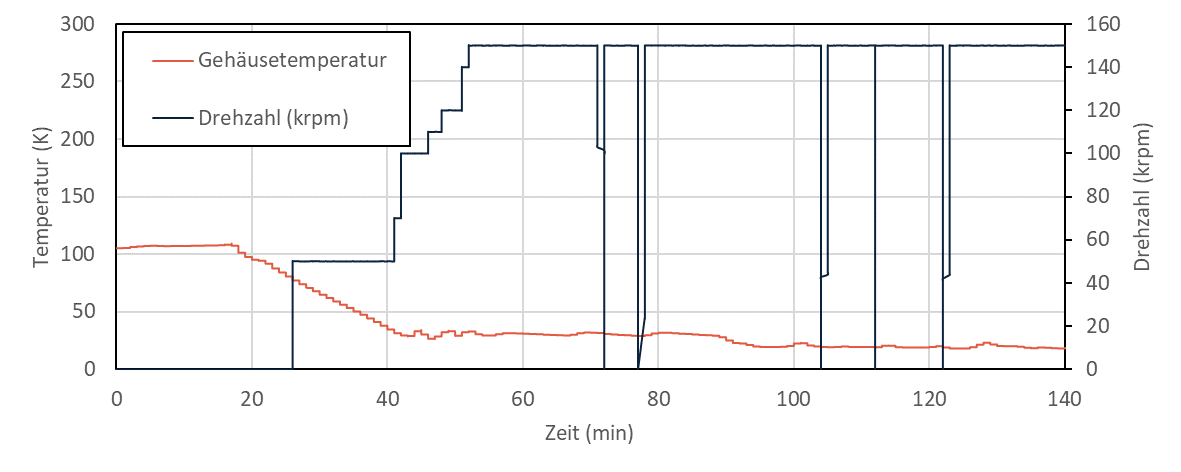 300
250
200
150
100
50
0
Temperatur (K)
Gehäusetemperatur
Drehzahl (krpm)
160
140
120
100
80
60
40
20
0
Drehzahl (krpm)
0 20 40 60 80 100 120 140
Zeit (min)